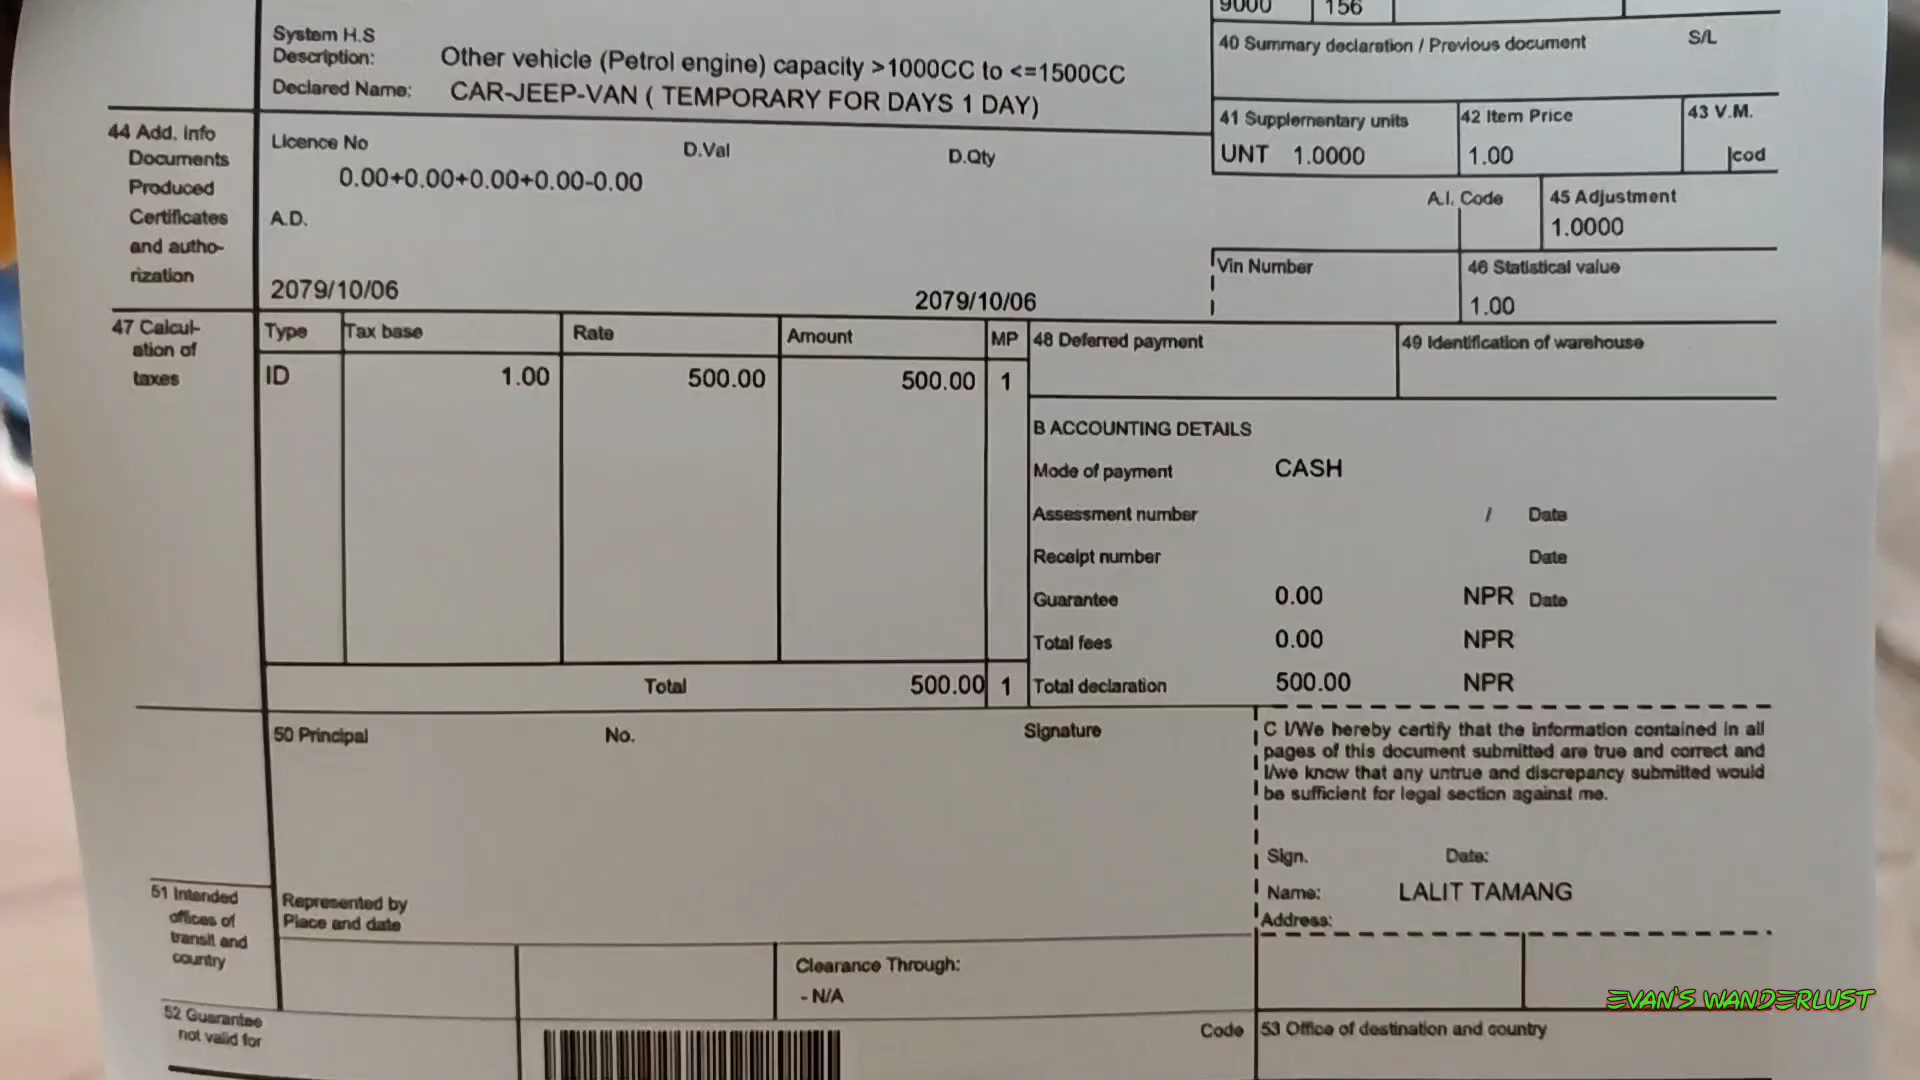 9000 156
System H.S
Description: Other vehicle (Petrol engine) capacity >1000CC to <=1500CC
Declared Name: CAR-JEEP-VAN ( TEMPORARY FOR DAYS 1 DAY)
40 Summary declaration / Previous document S/L
41 Supplementary units
UNT 1.0000
42 Item Price
1.00
43 V.M.
cod
44 Add. Info
Documents
Produced
Certificates
and autho-
rization
Licence No D.Val D.Qty
0.00+0.00+0.00+0.00-0.00
A.D.
2079/10/06 2079/10/06
A.I. Code
45 Adjustment
1.0000
Vin Number
46 Statistical value
1.00
47 Calcul-
ation of
taxes
Type Tax base Rate Amount MP
ID 1.00 500.00 500.00 1
Total 500.00 1
48 Deferred payment
49 Identification of warehouse
B ACCOUNTING DETAILS
Mode of payment CASH
Assessment number / Date
Receipt number Date
Guarantee 0.00 NPR Date
Total fees 0.00 NPR
Total declaration 500.00 NPR
50 Principal No. Signature
C I/We hereby certify that the information contained in all
pages of this document submitted are true and correct and
I/we know that any untrue and discrepancy submitted would
be sufficient for legal section against me.
Sign. Date:
Name: LALIT TAMANG
Address:
Represented by
Place and date
51 Intended
offices of
transit and
country
Clearance Through:
- N/A
52 Guarantee
not valid for
Code
53 Office of destination and country
EVAN'S WANDERLUST